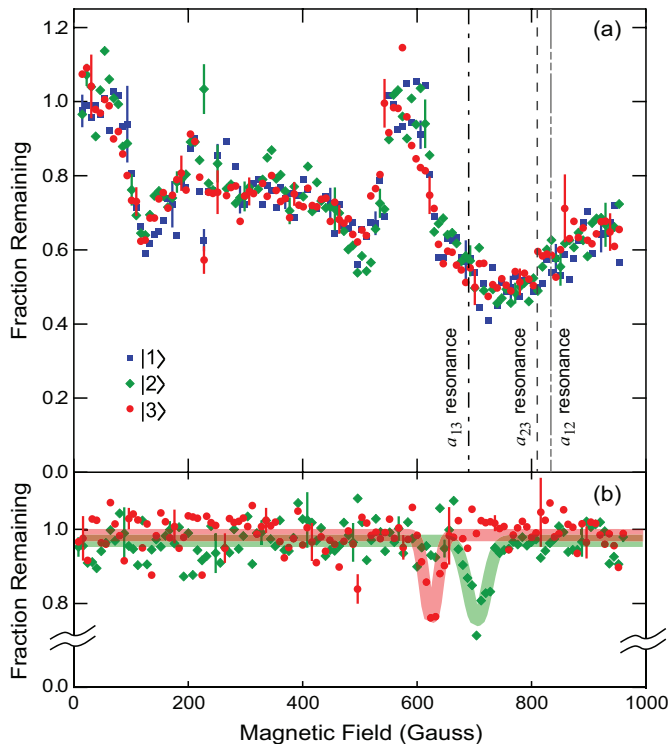 (a)
1.2
1.0
0.8
0.6
0.4
0.2
0.0
Fraction Remaining
|1⟩
|2⟩
|3⟩
a13 resonance
a23 resonance
a12 resonance
(b)
1.0
0.8
0.0
Fraction Remaining
0 200 400 600 800 1000
Magnetic Field (Gauss)